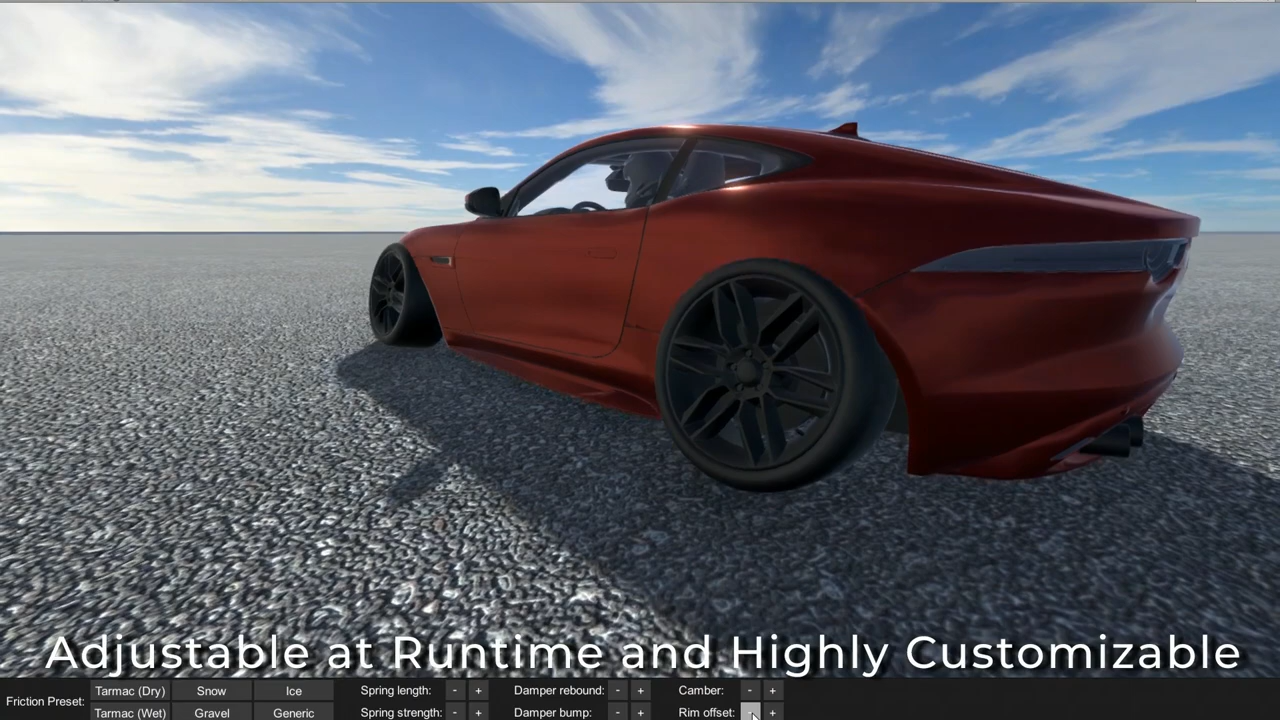 Adjustable at Runtime and Highly Customizable
Friction Preset: Tarmac (Dry) Snow Ice Spring length: - + Damper rebound: - + Camber: - +
Tarmac (Wet) Gravel Generic Spring strength: - + Damper bump: - + Rim offset: - +